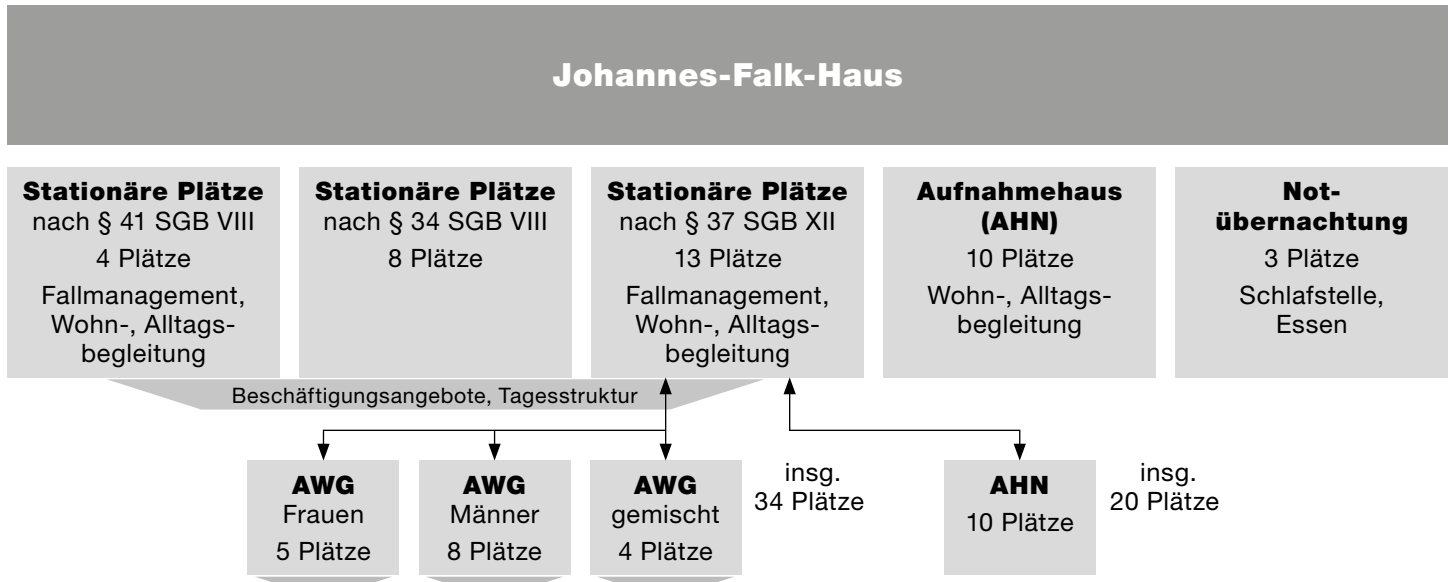 Johannes-Falk-Haus
Stationäre Plätze
nach § 41 SGB VIII
4 Plätze
Fallmanagement,
Wohn-, Alltags-
begleitung
Stationäre Plätze
nach § 34 SGB VIII
8 Plätze
Stationäre Plätze
nach § 37 SGB XII
13 Plätze
Fallmanagement,
Wohn-, Alltags-
begleitung
Aufnahmehaus
(AHN)
10 Plätze
Wohn-, Alltags-
begleitung
Not-
übernachtung
3 Plätze
Schlafstelle,
Essen
Beschäftigungsangebote, Tagesstruktur
AWG
Frauen
5 Plätze
AWG
Männer
8 Plätze
AWG
gemischt
4 Plätze
insg.
34 Plätze
AHN
10 Plätze
insg.
20 Plätze